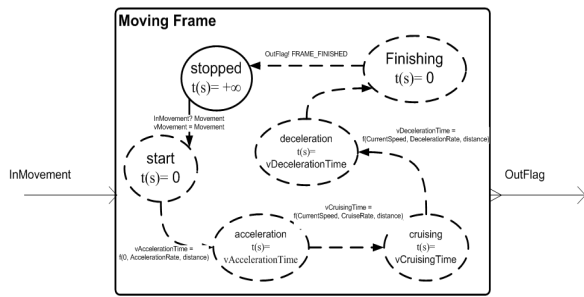 Moving Frame
OutFlag! FRAME_FINISHED
stopped
t(s)= +∞
Finishing
t(s)= 0
InMovement? Movement
vMovement = Movement
start
t(s)= 0
deceleration
t(s)=
vDecelerationTime
vDecelerationTime =
f(CurrentSpeed, DecelerationRate, distance)
InMovement
OutFlag
vCruisingTime =
f(CurrentSpeed, CruiseRate, distance)
vAccelerationTime =
f(0, AccelerationRate, distance)
acceleration
t(s)=
vAccelerationTime
cruising
t(s)=
vCruisingTime